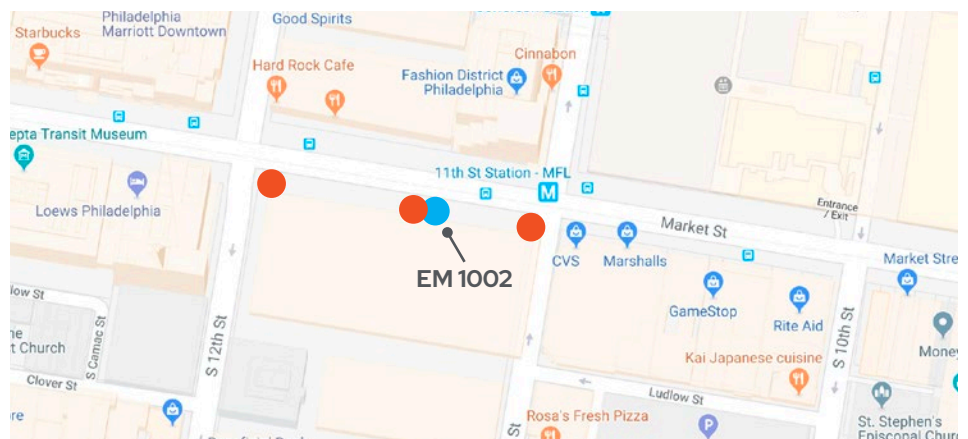 Philadelphia
Marriott Downtown
Good Spirits
Starbucks
Hard Rock Cafe
Cinnabon
Fashion District
Philadelphia
epta Transit Museum
11th St Station - MFL
M
Loews Philadelphia
Entrance
/ Exit
Market St
CVS
Marshalls
Market Stre
EM 1002
GameStop
Rite Aid
low St
S Camac St
S 12th St
S 10th St
ne
t Church
Money
Kai Japanese cuisine
Clover St
Ludlow St
re
Rosa's Fresh Pizza
P
St
St. Stephen's
Episcopal Churc